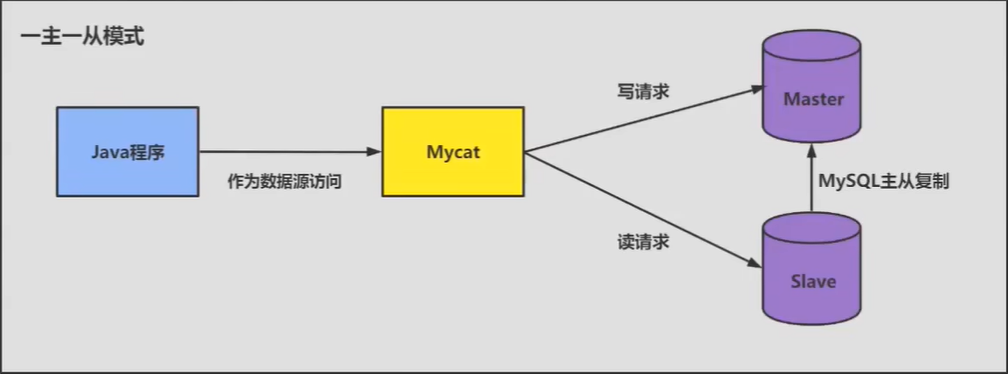 一主一从模式
Java程序
作为数据源访问
Mycat
写请求
读请求
Master
MySQL主从复制
Slave